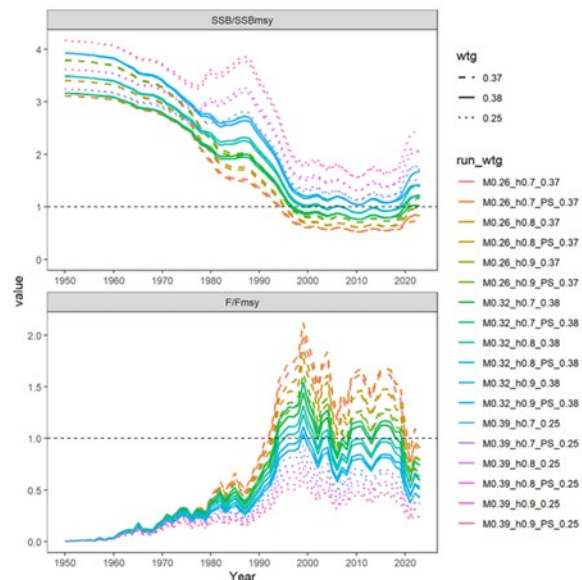 SSB/SSBmsy
4
3
2
1
0
1950 1960 1970 1980 1990 2000 2010 2020
value
F/Fmsy
2.0
1.5
1.0
0.5
0.0
1950 1960 1970 1980 1990 2000 2010 2020
Year
wtg
0.37
0.38
0.25
run_wtg
M0.26_h0.7_0.37
M0.26_h0.7_PS_0.37
M0.26_h0.8_0.37
M0.26_h0.8_PS_0.37
M0.26_h0.9_0.37
M0.26_h0.9_PS_0.37
M0.32_h0.7_0.38
M0.32_h0.7_PS_0.38
M0.32_h0.8_0.38
M0.32_h0.8_PS_0.38
M0.32_h0.9_0.38
M0.32_h0.9_PS_0.38
M0.39_h0.7_0.25
M0.39_h0.7_PS_0.25
M0.39_h0.8_0.25
M0.39_h0.8_PS_0.25
M0.39_h0.9_0.25
M0.39_h0.9_PS_0.25